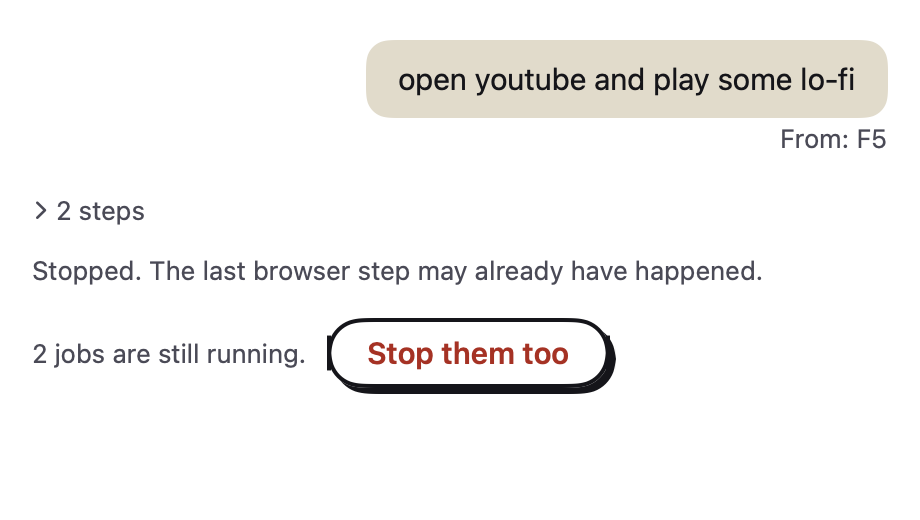 open youtube and play some lo-fi
From: F5
> 2 steps
Stopped. The last browser step may already have happened.
2 jobs are still running. Stop them too